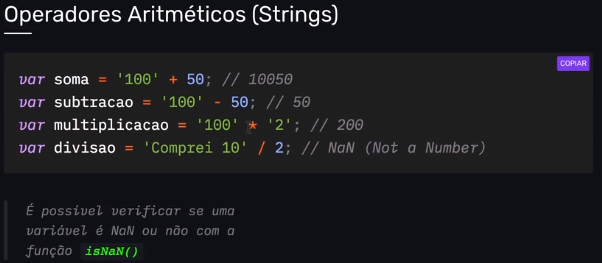 Operadores Aritméticos (Strings)
COPIAR
var soma = '100' + 50; // 10050
var subtracao = '100' - 50; // 50
var multiplicacao = '100' * '2'; // 200
var divisao = 'Comprei 10' / 2; // NaN (Not a Number)
É possível verificar se uma
variável é NaN ou não com a
função isNaN()